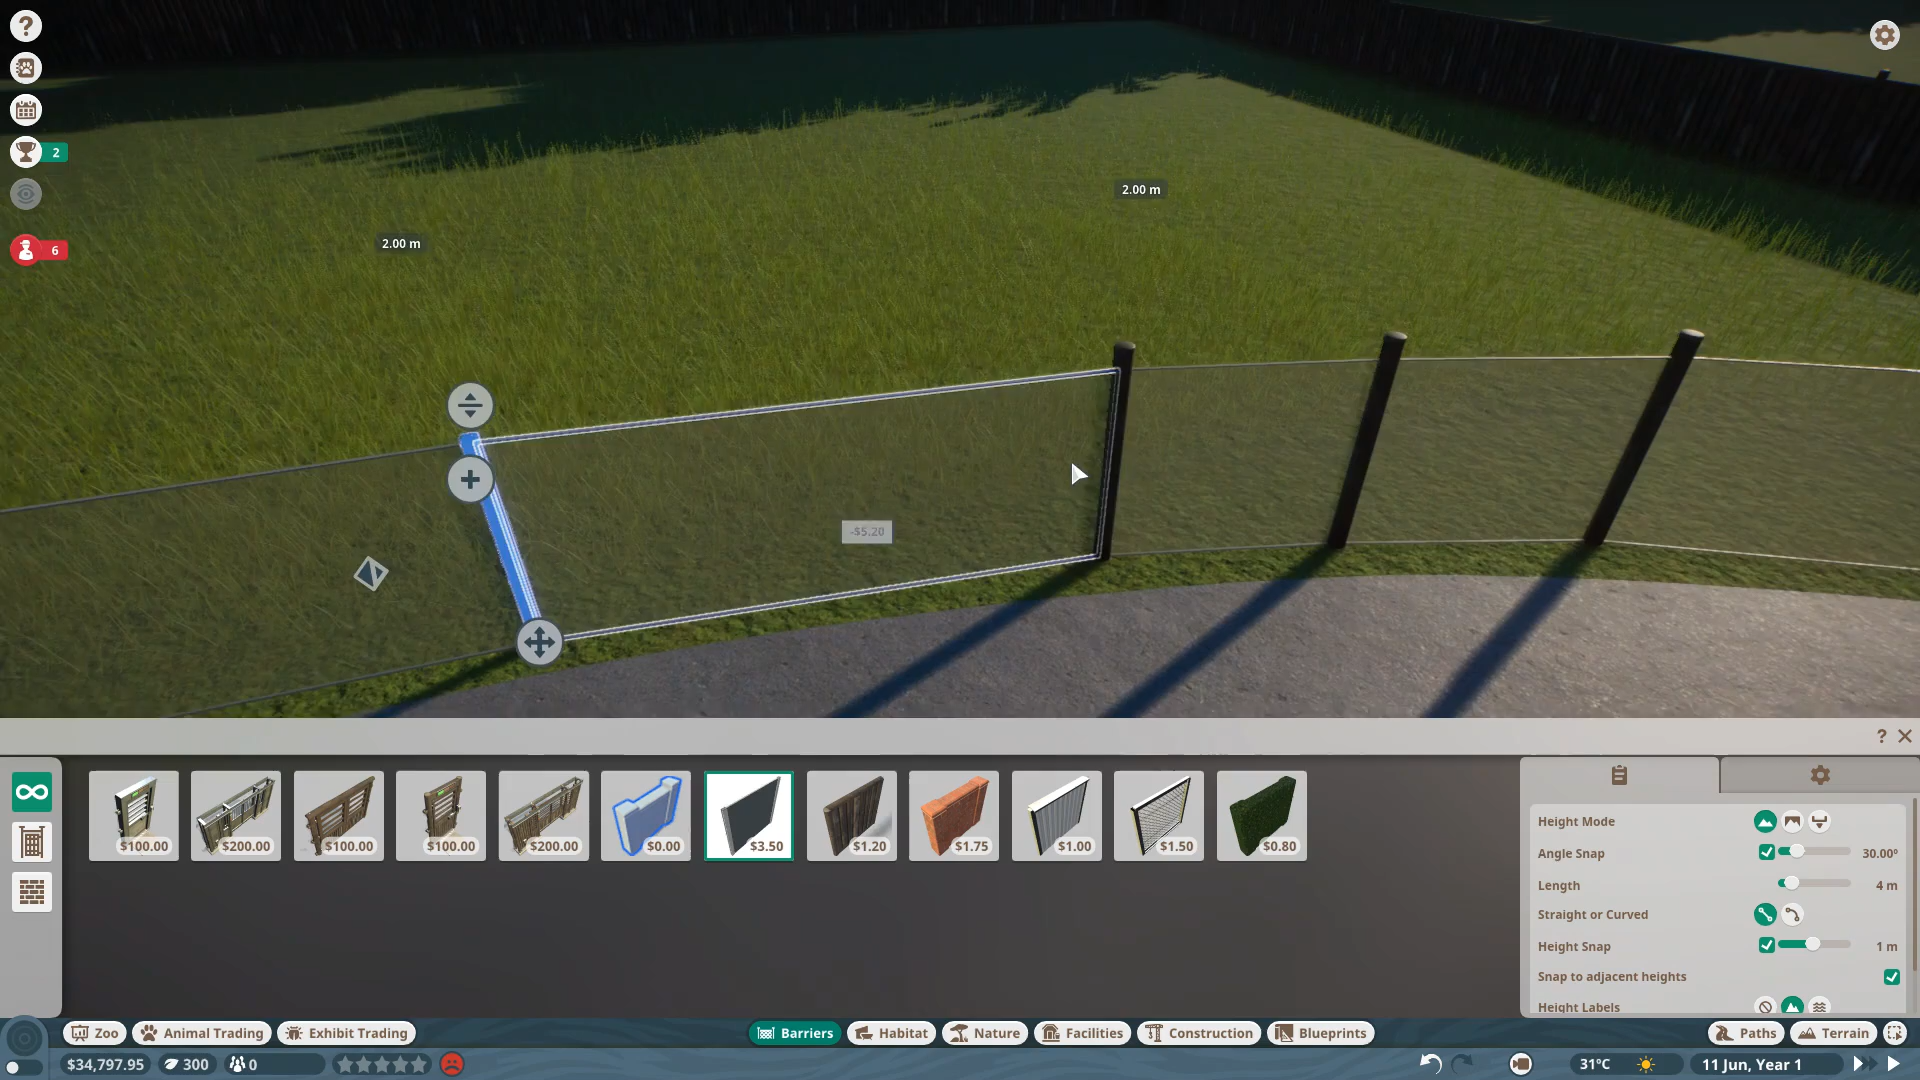 2
6
2.00 m
2.00 m
-$5.20
?
$100.00 $200.00 $100.00 $100.00 $200.00 $0.00 $3.50 $1.20 $1.75 $1.00 $1.50 $0.80
Height Mode
Angle Snap 30.00°
Length 4 m
Straight or Curved
Height Snap 1 m
Snap to adjacent heights
Height Labels
Zoo Animal Trading Exhibit Trading Barriers Habitat Nature Facilities Construction Blueprints Paths Terrain
$34,797.95 300 0 31°C 11 Jun, Year 1